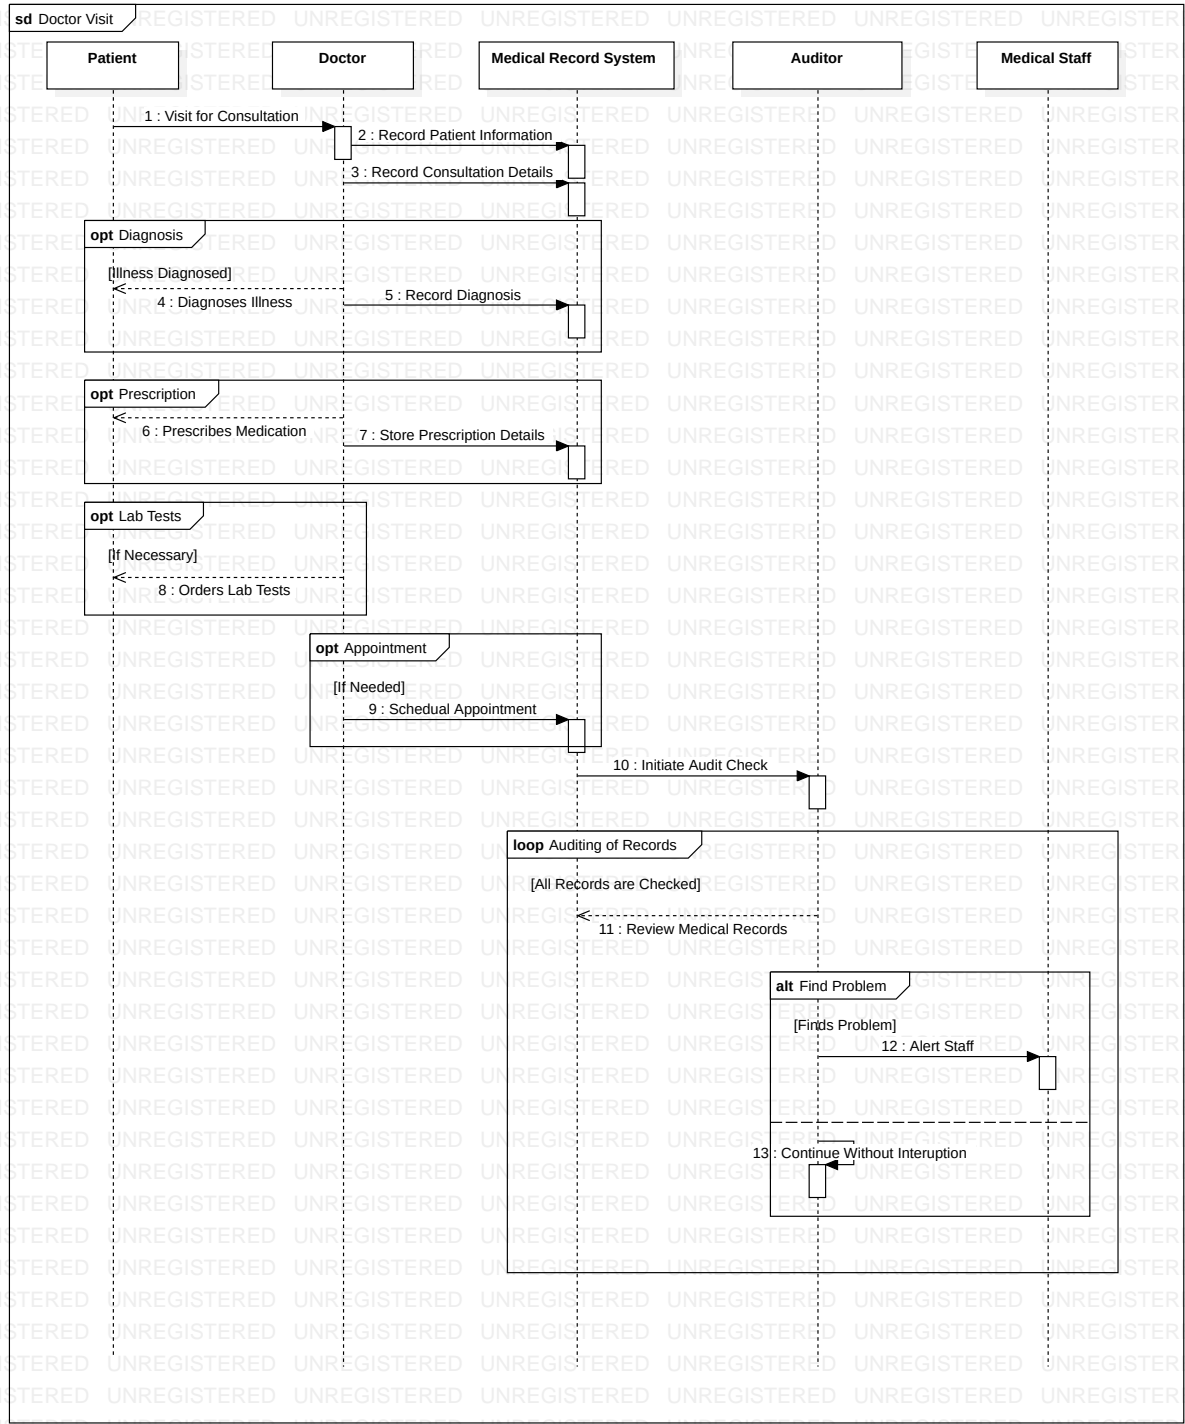 sd Doctor Visit
Patient
Doctor
Medical Record System
Auditor
Medical Staff
1 : Visit for Consultation
2 : Record Patient Information
3 : Record Consultation Details
opt Diagnosis
[Illness Diagnosed]
4 : Diagnoses Illness
5 : Record Diagnosis
opt Prescription
6 : Prescribes Medication
7 : Store Prescription Details
opt Lab Tests
[If Necessary]
8 : Orders Lab Tests
opt Appointment
[If Needed]
9 : Schedual Appointment
10 : Initiate Audit Check
loop Auditing of Records
[All Records are Checked]
11 : Review Medical Records
alt Find Problem
[Finds Problem]
12 : Alert Staff
13 : Continue Without Interuption
UNREGISTERED